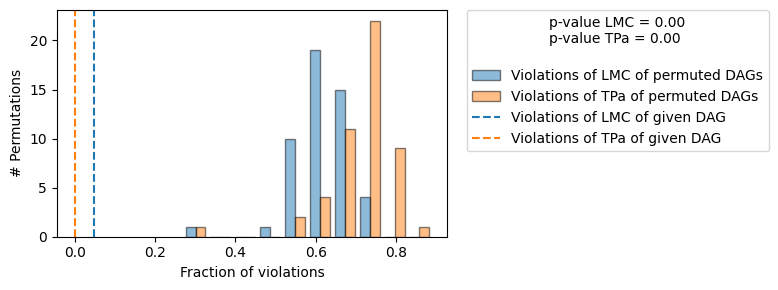 p-value LMC = 0.00
p-value TPa = 0.00
Violations of LMC of permuted DAGs
Violations of TPa of permuted DAGs
Violations of LMC of given DAG
Violations of TPa of given DAG
# Permutations
20
15
10
5
0
0.0 0.2 0.4 0.6 0.8
Fraction of violations